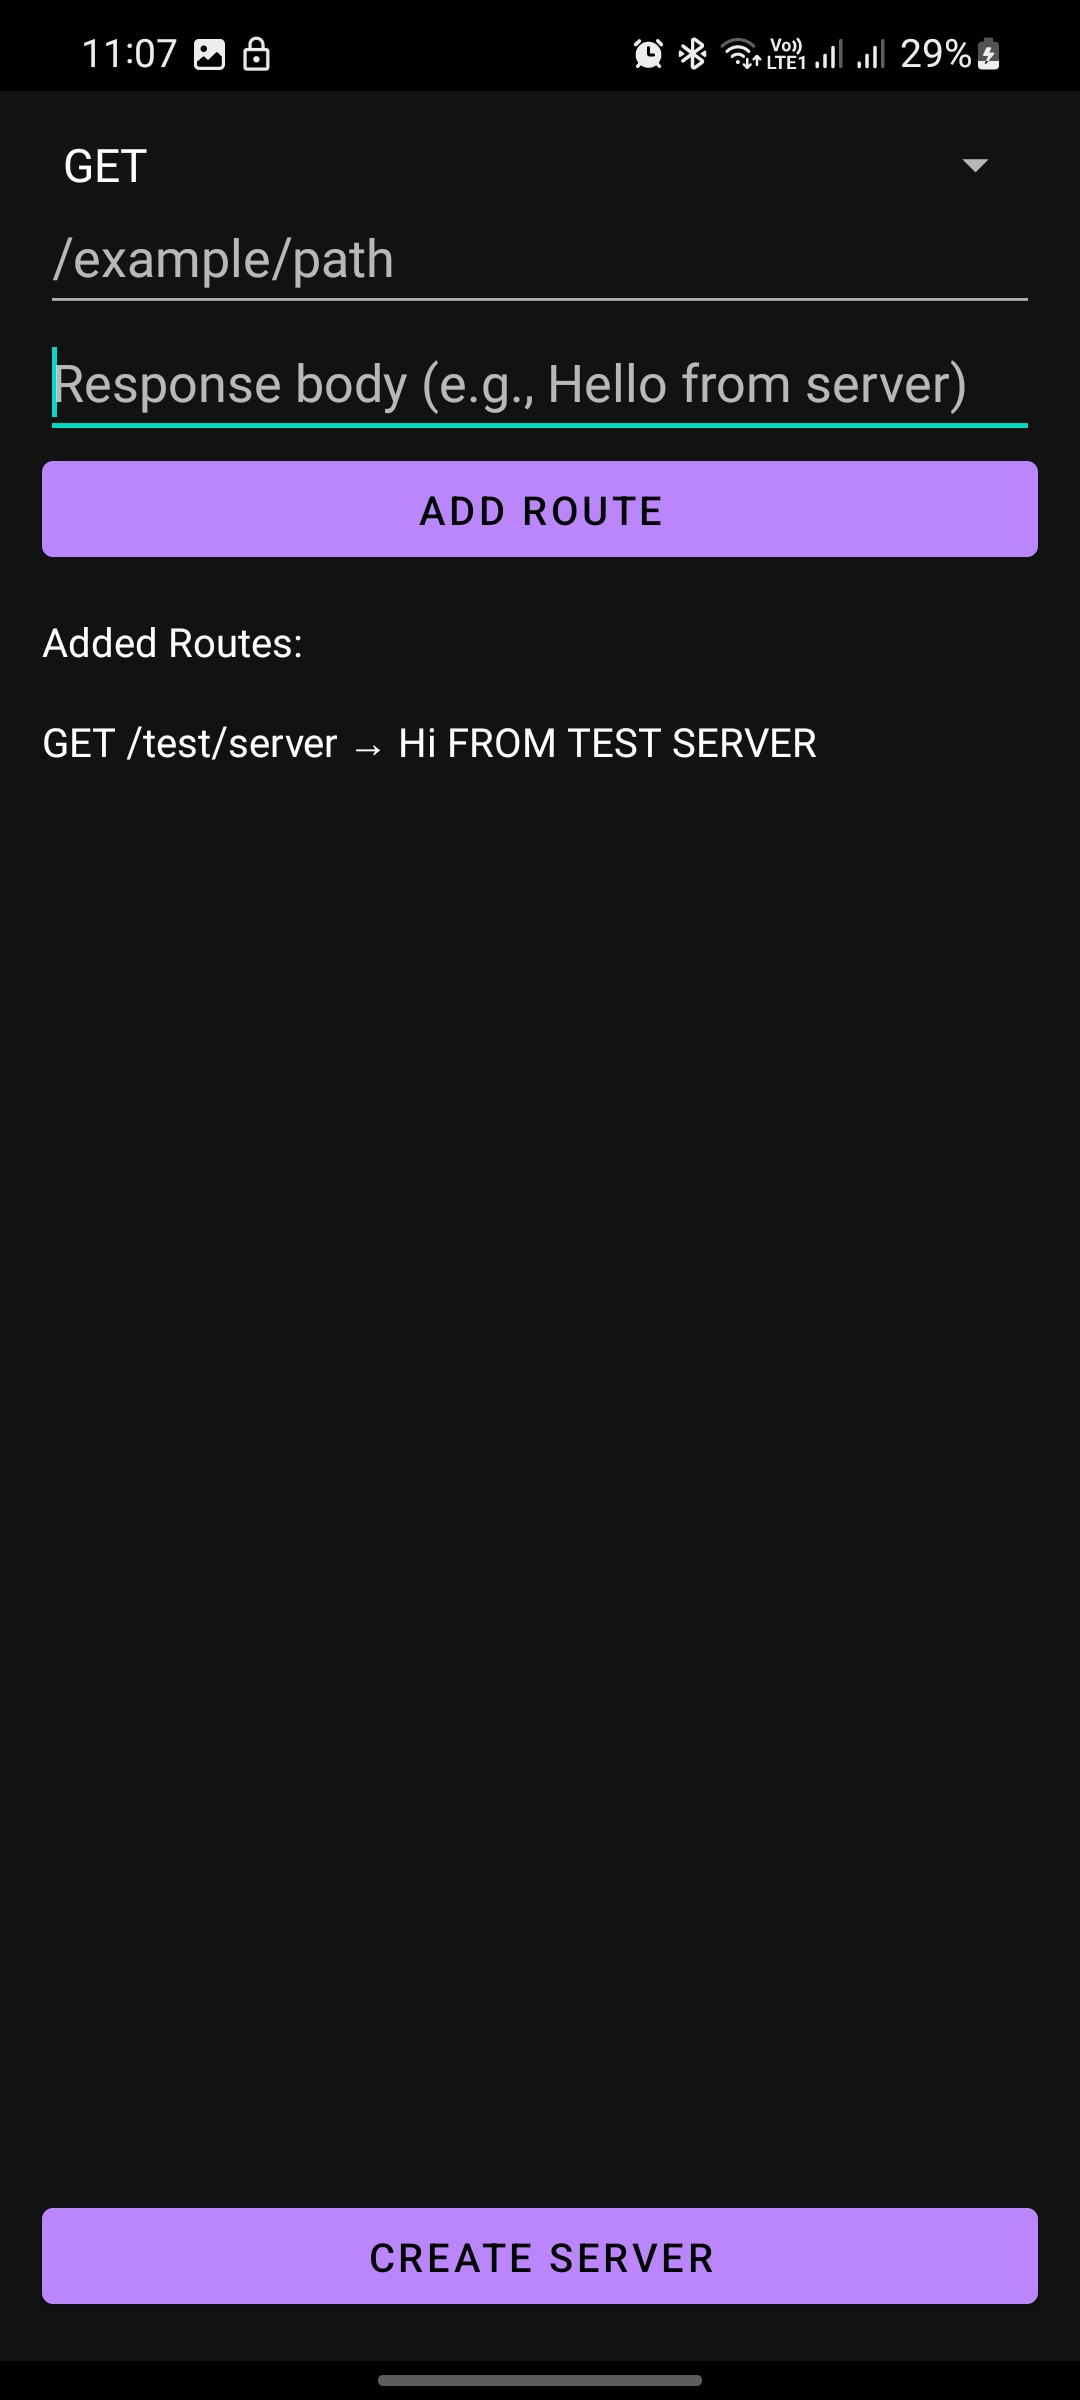 11:07 Vo)) LTE1 29%
GET
/example/path
Response body (e.g., Hello from server)
ADD ROUTE
Added Routes:
GET /test/server → Hi FROM TEST SERVER
CREATE SERVER